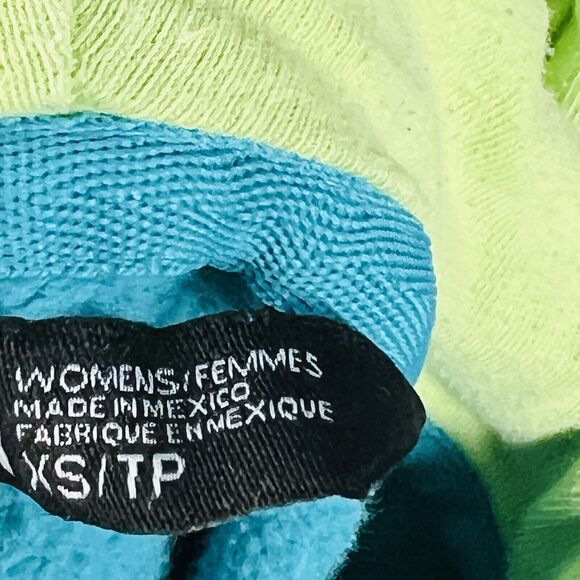 WOMENS/FEMMES
MADE IN MEXICO
FABRIQUE EN MEXIQUE
XS/TP